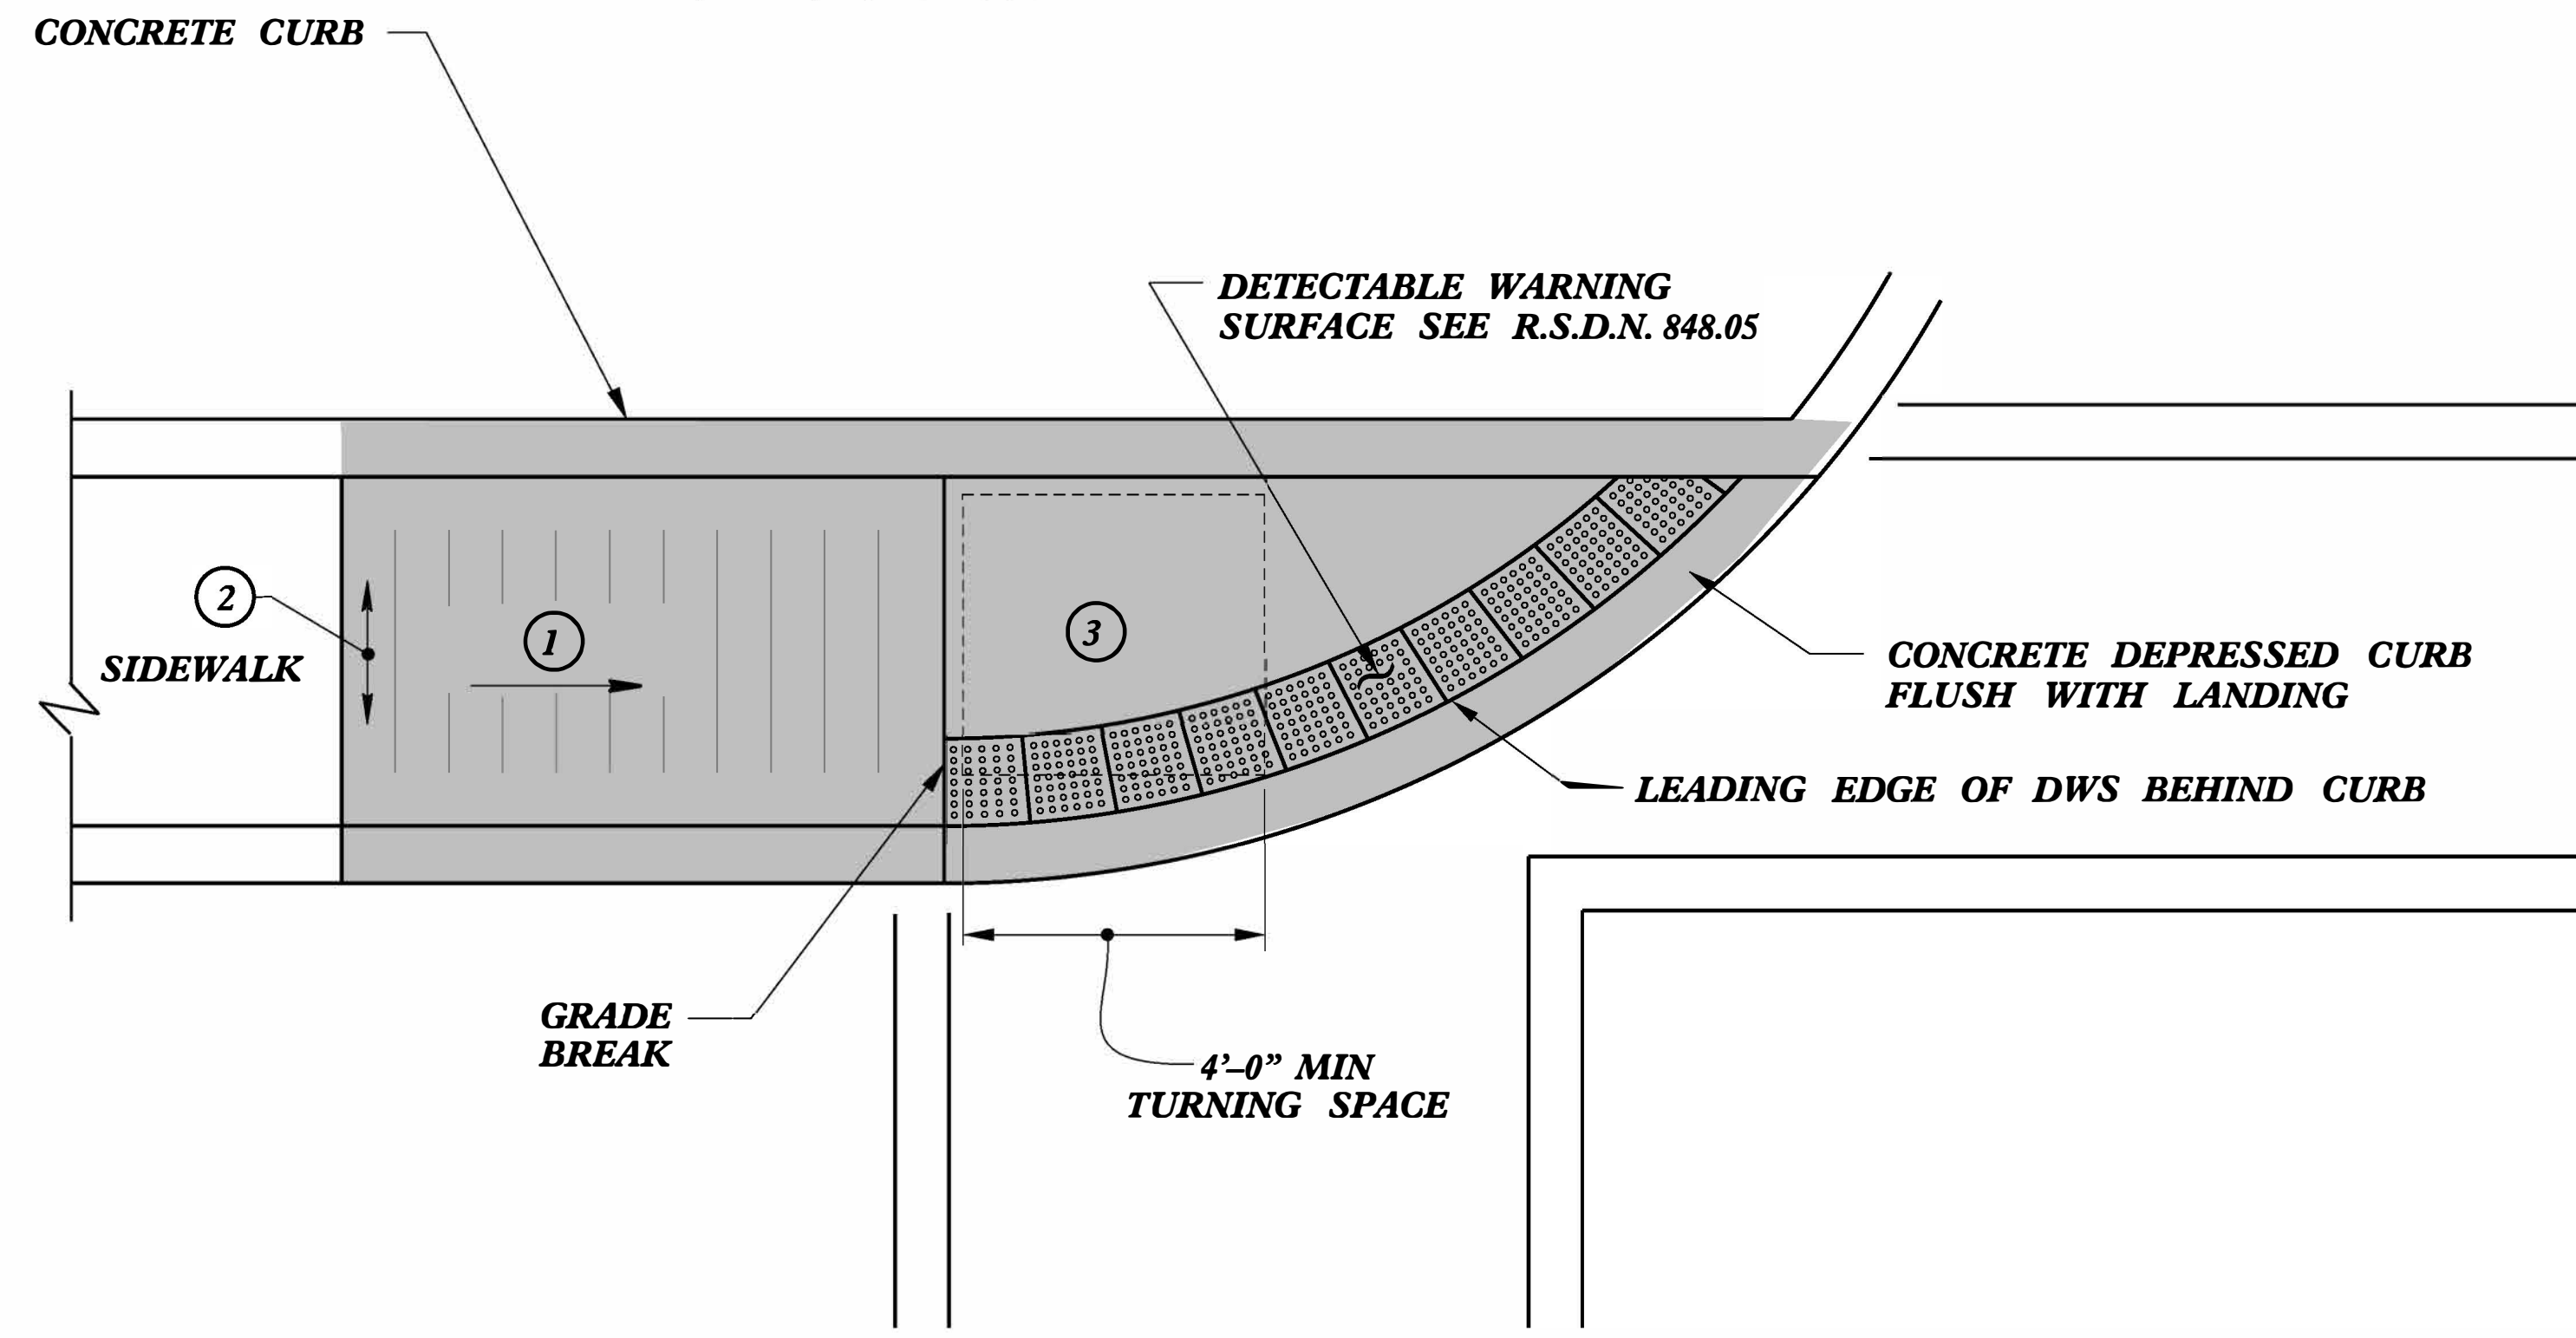 CONCRETE CURB
DETECTABLE WARNING
SURFACE SEE R.S.D.N. 848.05
2
SIDEWALK
1
3
CONCRETE DEPRESSED CURB
FLUSH WITH LANDING
LEADING EDGE OF DWS BEHIND CURB
GRADE
BREAK
4'–0” MIN
TURNING SPACE